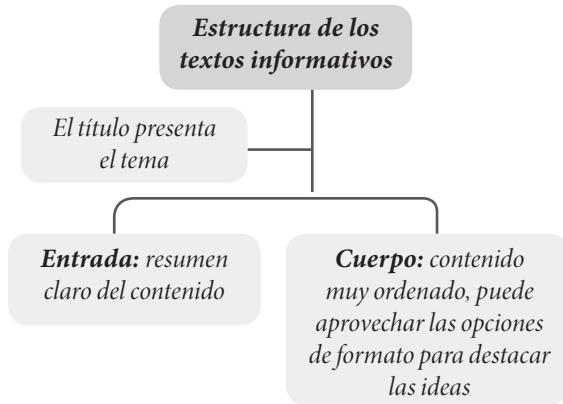 Estructura de los
textos informativos
El título presenta
el tema
Entrada: resumen
claro del contenido
Cuerpo: contenido
muy ordenado, puede
aprovechar las opciones
de formato para destacar
las ideas